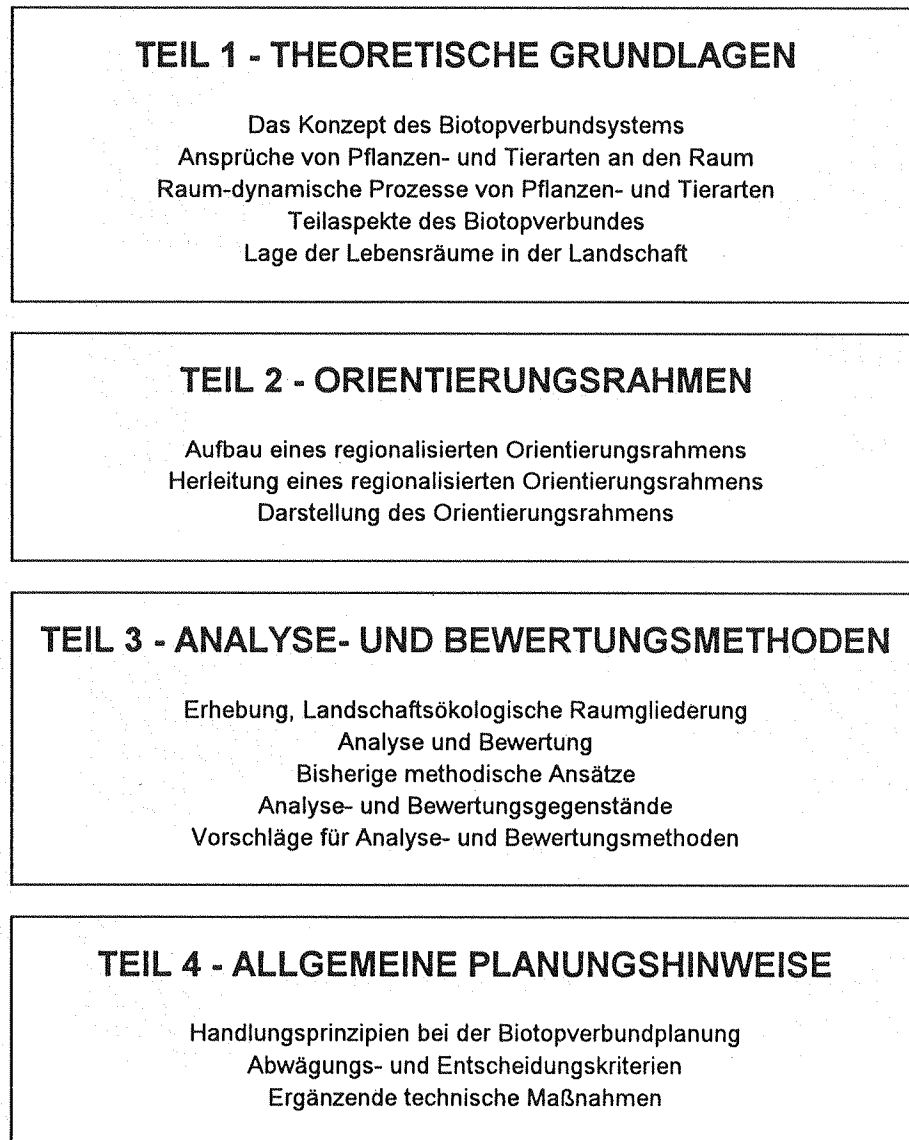 TEIL 1 - THEORETISCHE GRUNDLAGEN
Das Konzept des Biotopverbundsystems
Ansprüche von Pflanzen- und Tierarten an den Raum
Raum-dynamische Prozesse von Pflanzen- und Tierarten
Teilaspekte des Biotopverbundes
Lage der Lebensräume in der Landschaft
TEIL 2 - ORIENTIERUNGSRAHMEN
Aufbau eines regionalisierten Orientierungsrahmens
Herleitung eines regionalisierten Orientierungsrahmens
Darstellung des Orientierungsrahmens
TEIL 3 - ANALYSE- UND BEWERTUNGSMETHODEN
Erhebung, Landschaftsökologische Raumgliederung
Analyse und Bewertung
Bisherige methodische Ansätze
Analyse- und Bewertungsgegenstände
Vorschläge für Analyse- und Bewertungsmethoden
TEIL 4 - ALLGEMEINE PLANUNGSHINWEISE
Handlungsprinzipien bei der Biotopverbundplanung
Abwägungs- und Entscheidungskriterien
Ergänzende technische Maßnahmen